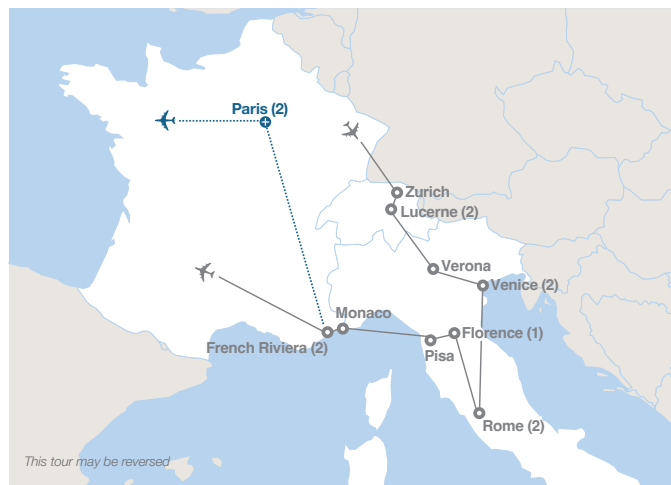 Paris (2)
Zurich
Lucerne (2)
Verona
Venice (2)
Monaco
Florence (1)
French Riviera (2)
Pisa
Rome (2)
This tour may be reversed